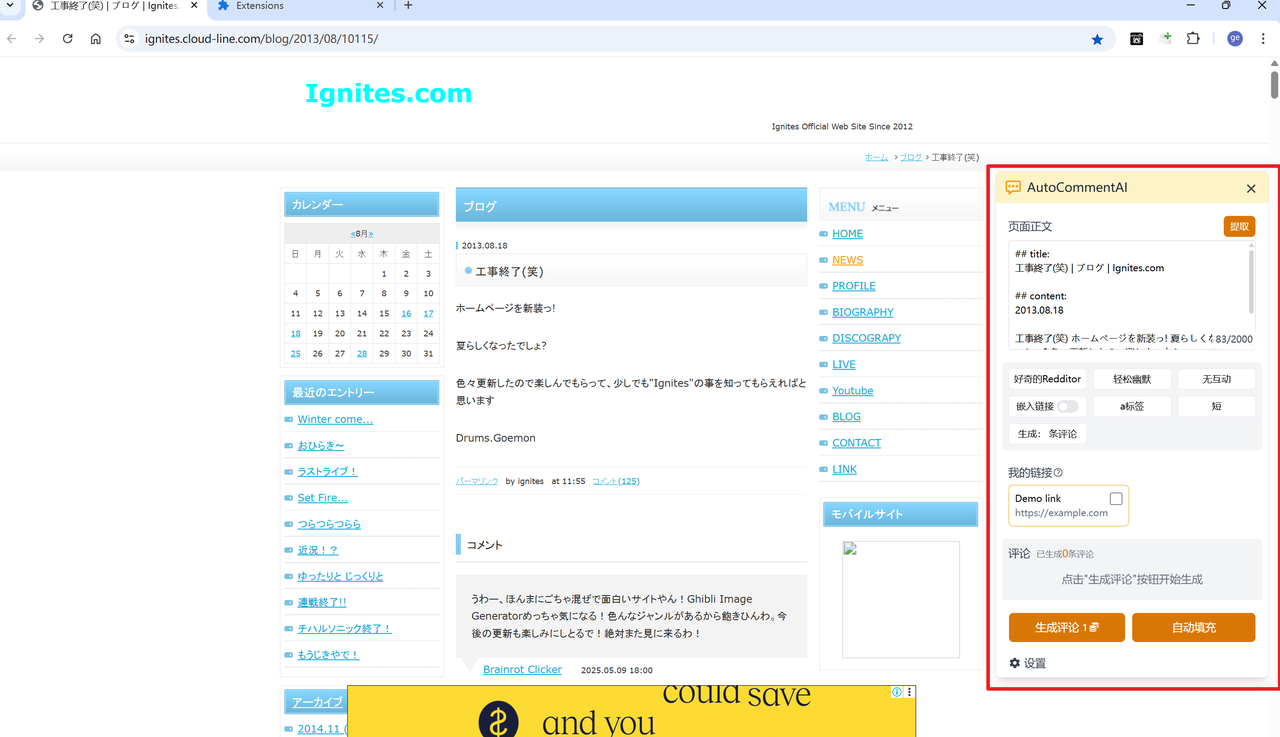 工事終了(笑) | ブログ | Ignites.
Extensions
ignites.cloud-line.com/blog/2013/08/10115/
ge
Ignites.com
Ignites Official Web Site Since 2012
ホーム › ブログ › 工事終了(笑)
カレンダー
«8月»
日 月 火 水 木 金 土
1 2 3
4 5 6 7 8 9 10
11 12 13 14 15 16 17
18 19 20 21 22 23 24
25 26 27 28 29 30 31
最近のエントリー
Winter come...
おひらき〜
ラストライブ！
Set Fire...
つらつらつらら
近況！？
ゆったりと じっくりと
連戦終了!!
チハルソニック終了！
もうじきやで！
アーカイブ
2014.11 (
ブログ
2013.08.18
工事終了(笑)
ホームページを新装っ!
夏らしくなったでしょ?
色々更新したので楽しんでもらって、少しでも"Ignites"の事を知ってもらえればと
思います
Drums.Goemon
パーマリンク by ignites at 11:55 コメント(125)
コメント
うわー、ほんまにごちゃ混ぜで面白いサイトやん！Ghibli Image
Generatorめっちゃ気になる！色んなジャンルがあるから飽きひんわ。今
後の更新も楽しみにしとるで！絶対また見に来るわ！
Brainrot Clicker 2025.05.09 18:00
could save
and you
MENU メニュー
HOME
NEWS
PROFILE
BIOGRAPHY
DISCOGRAPY
LIVE
Youtube
BLOG
CONTACT
LINK
モバイルサイト
AutoCommentAI
页面正文
提取
## title:
工事終了(笑) | ブログ | Ignites.com
## content:
2013.08.18
工事終了(笑) ホームページを新装っ! 夏らしくな
83/2000
好奇的Redditor 轻松幽默 无互动
嵌入链接 a标签 短
生成： 条评论
我的链接
Demo link
https://example.com
评论 已生成0条评论
点击"生成评论"按钮开始生成
生成评论 1
自动填充
设置